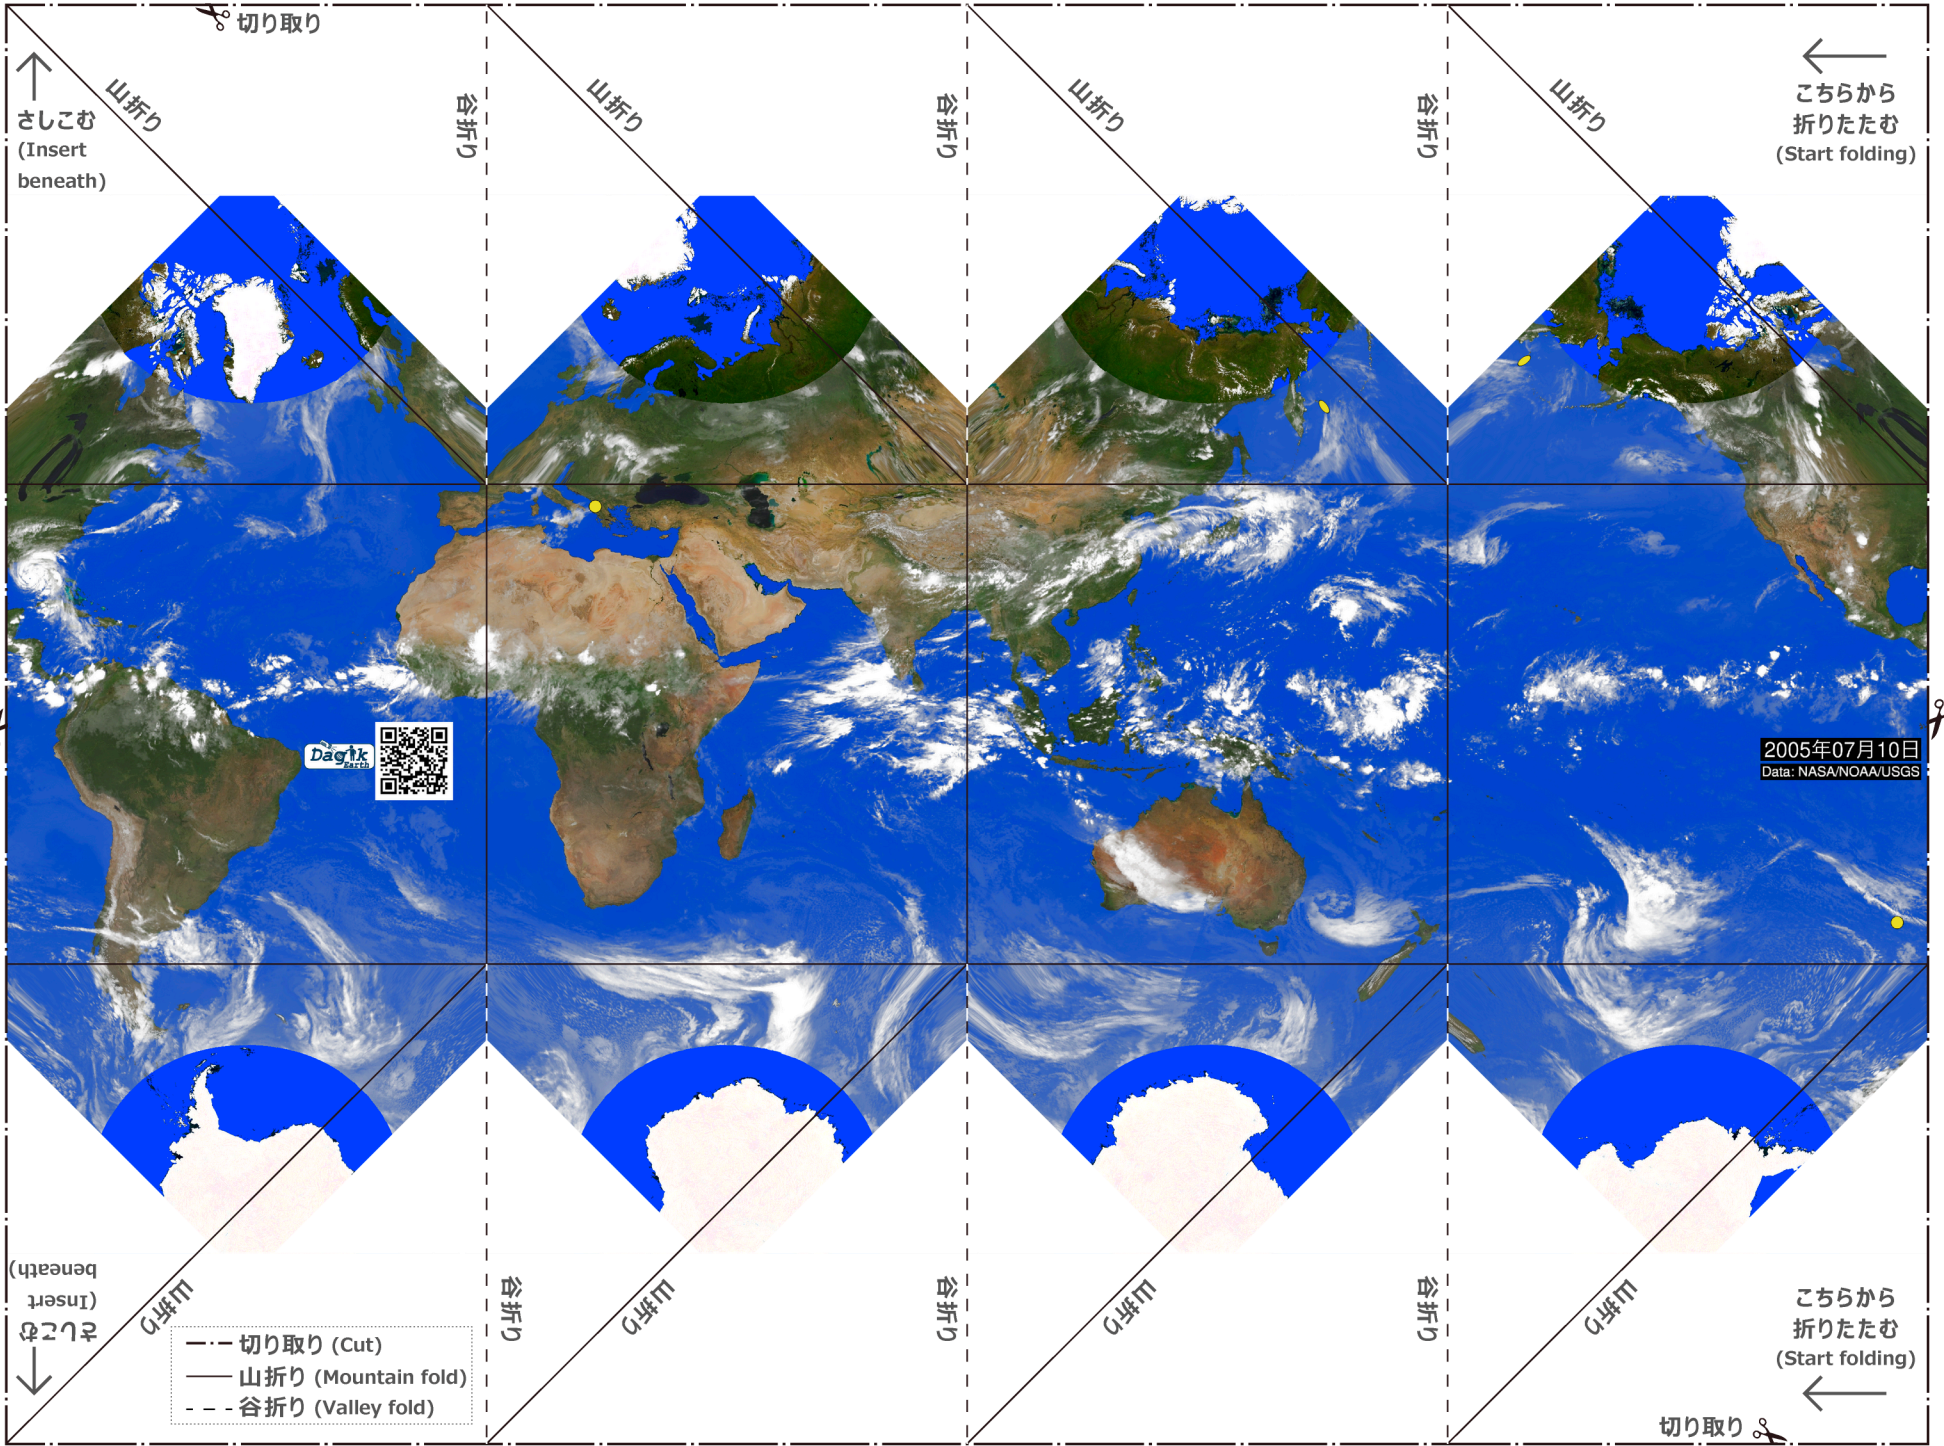 切り取り
さしこむ
(Insert
beneath)
山折り
谷折り
山折り
谷折り
山折り
谷折り
山折り
こちらから
折りたたむ
(Start folding)
Dagik
Earth
2005年07月10日
Data: NASA/NOAA/USGS
さしこむ
(Insert
beneath)
山折り
谷折り
山折り
谷折り
山折り
谷折り
山折り
こちらから
折りたたむ
(Start folding)
切り取り (Cut)
山折り (Mountain fold)
谷折り (Valley fold)
切り取り